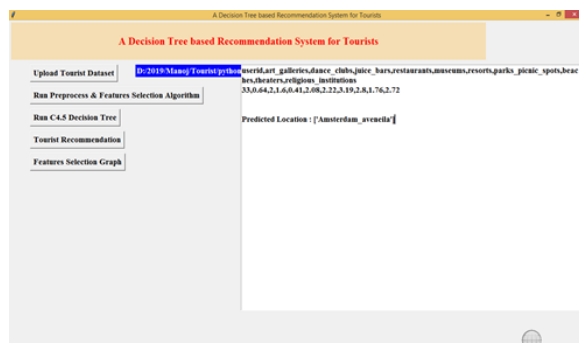 A Decision Tree based Recommendation System for Tourists
A Decision Tree based Recommendation System for Tourists
Upload Tourist Dataset
D:/2019/Manoj/Tourist/python
Run Preprocess & Features Selection Algorithm
Run C4.5 Decision Tree
Tourist Recommendation
Features Selection Graph
userid,art_galleries,dance_clubs,juice_bars,restaurants,museums,resorts,parks_picnic_spots,beac
hes,theaters,religious_institutions
33,0.64,2,1.6,0.41,2.08,2.22,3.19,2.8,1.76,2.72
Predicted Location : ['Amsterdam_aveneila']